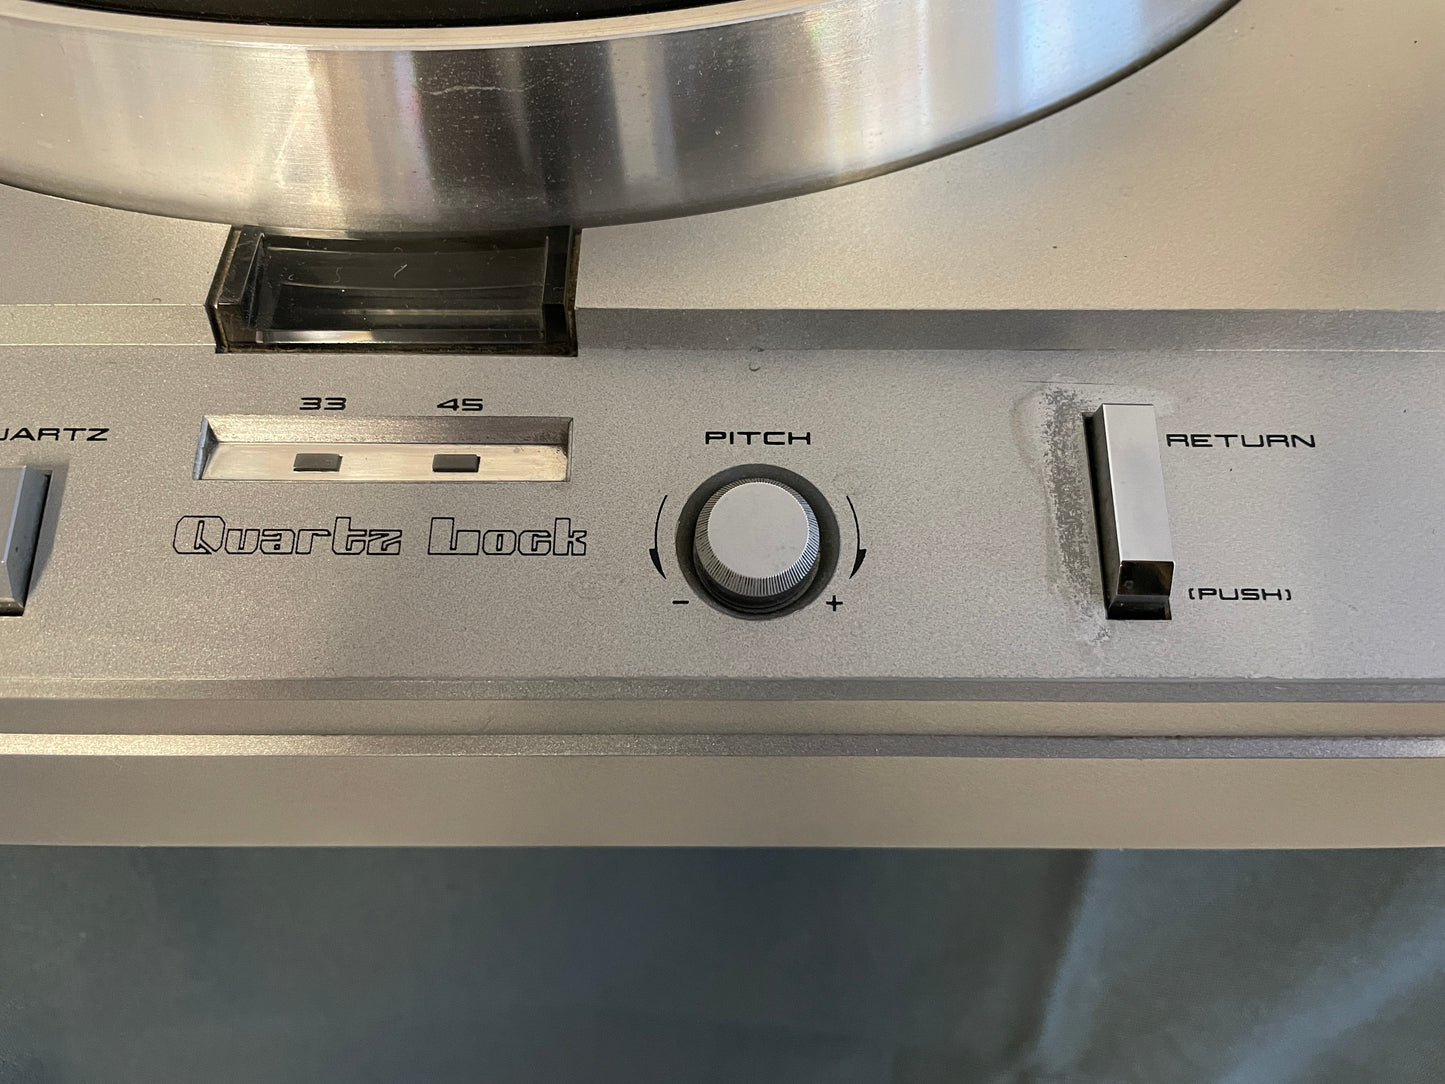 33 45
UARTZ
PITCH
RETURN
Quartz Lock
(PUSH)
- +